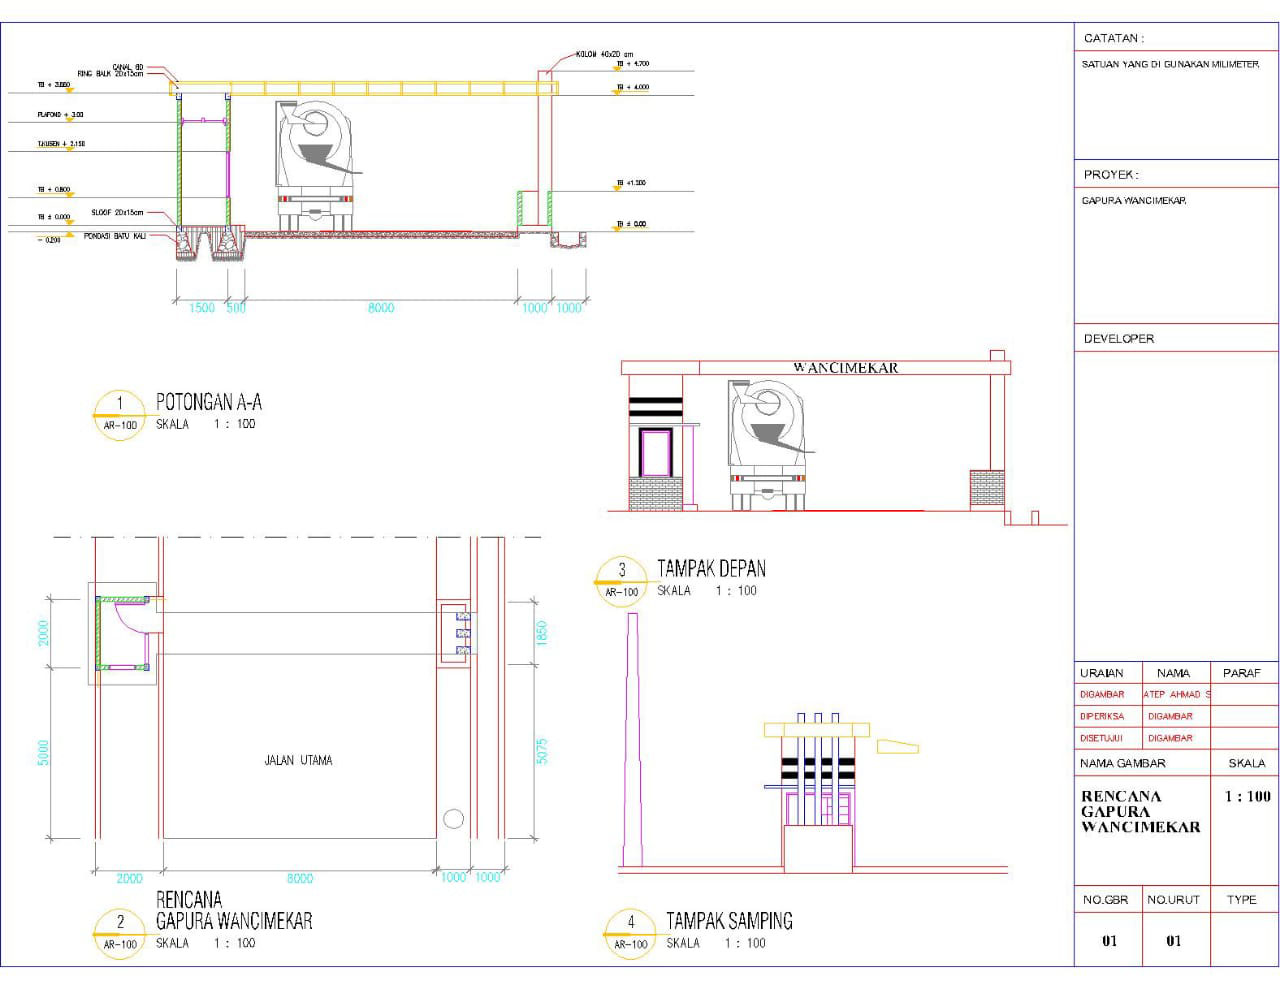 CANAL GD
RING BALK 20x15cm
TB + 3.850
PLAFOND + 3.00
T.KUSEN + 2.150
TB + 0.800
TB ± 0.000
- 0.200
SLOOF 20x15cm
PONDASI BATU KALI
KOLOM 40x20 cm
TB + 4.700
TB + 4.000
TB +1.200
TB ± 0.00
1500
500
8000
1000
1000
1
AR-100
POTONGAN A-A
SKALA 1 : 100
WANCIMEKAR
3
AR-100
TAMPAK DEPAN
SKALA 1 : 100
2000
5000
1850
5075
JALAN UTAMA
2000
8000
1000
1000
2
AR-100
RENCANA
GAPURA WANCIMEKAR
SKALA 1 : 100
4
AR-100
TAMPAK SAMPING
SKALA 1 : 100
CATATAN :
SATUAN YANG DI GUNAKAN MILIMETER
PROYEK :
GAPURA WANCIMEKAR
DEVELOPER
URAIAN NAMA PARAF
DIGAMBAR ATEP AHMAD S
DIPERIKSA DIGAMBAR
DISETUJUI DIGAMBAR
NAMA GAMBAR SKALA
RENCANA 1 : 100
GAPURA
WANCIMEKAR
NO.GBR NO.URUT TYPE
01 01